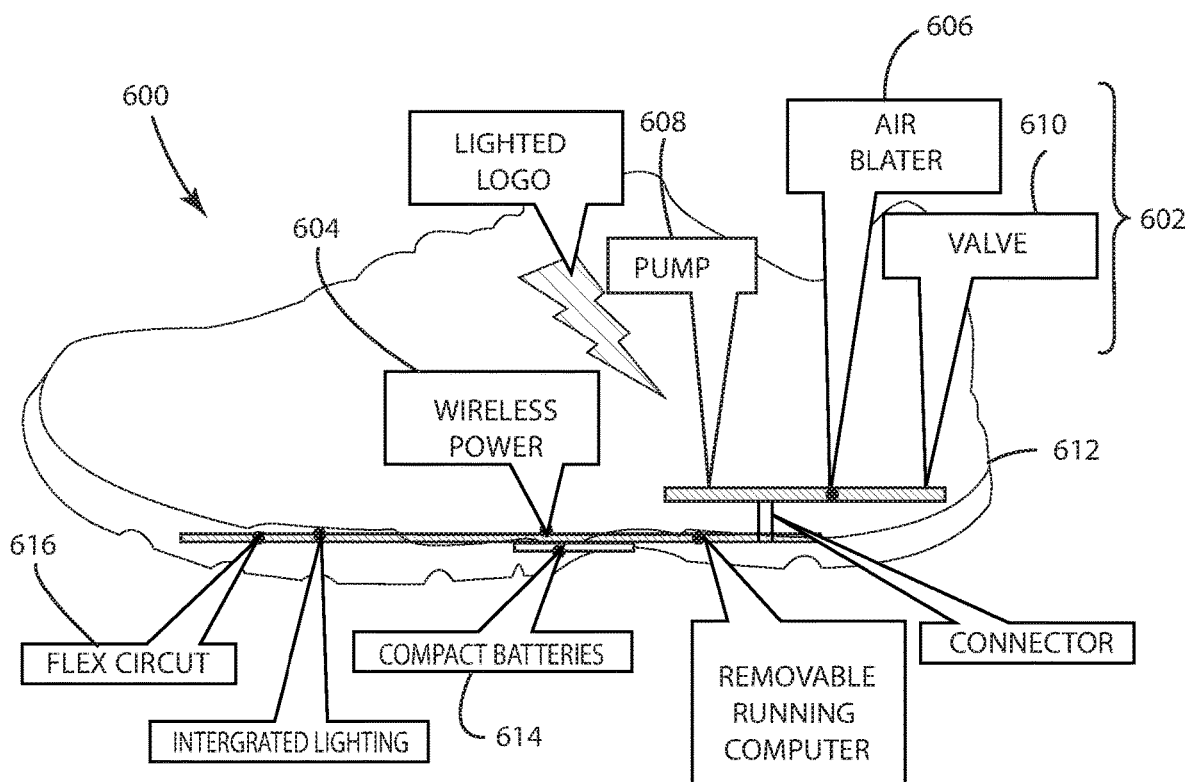 606
600
608
AIR
BLATER
610
LIGHTED
LOGO
602
604
PUMP
VALVE
WIRELESS
POWER
612
616
FLEX CIRCUT
COMPACT BATTERIES
CONNECTOR
INTERGRATED LIGHTING
614
REMOVABLE
RUNNING
COMPUTER